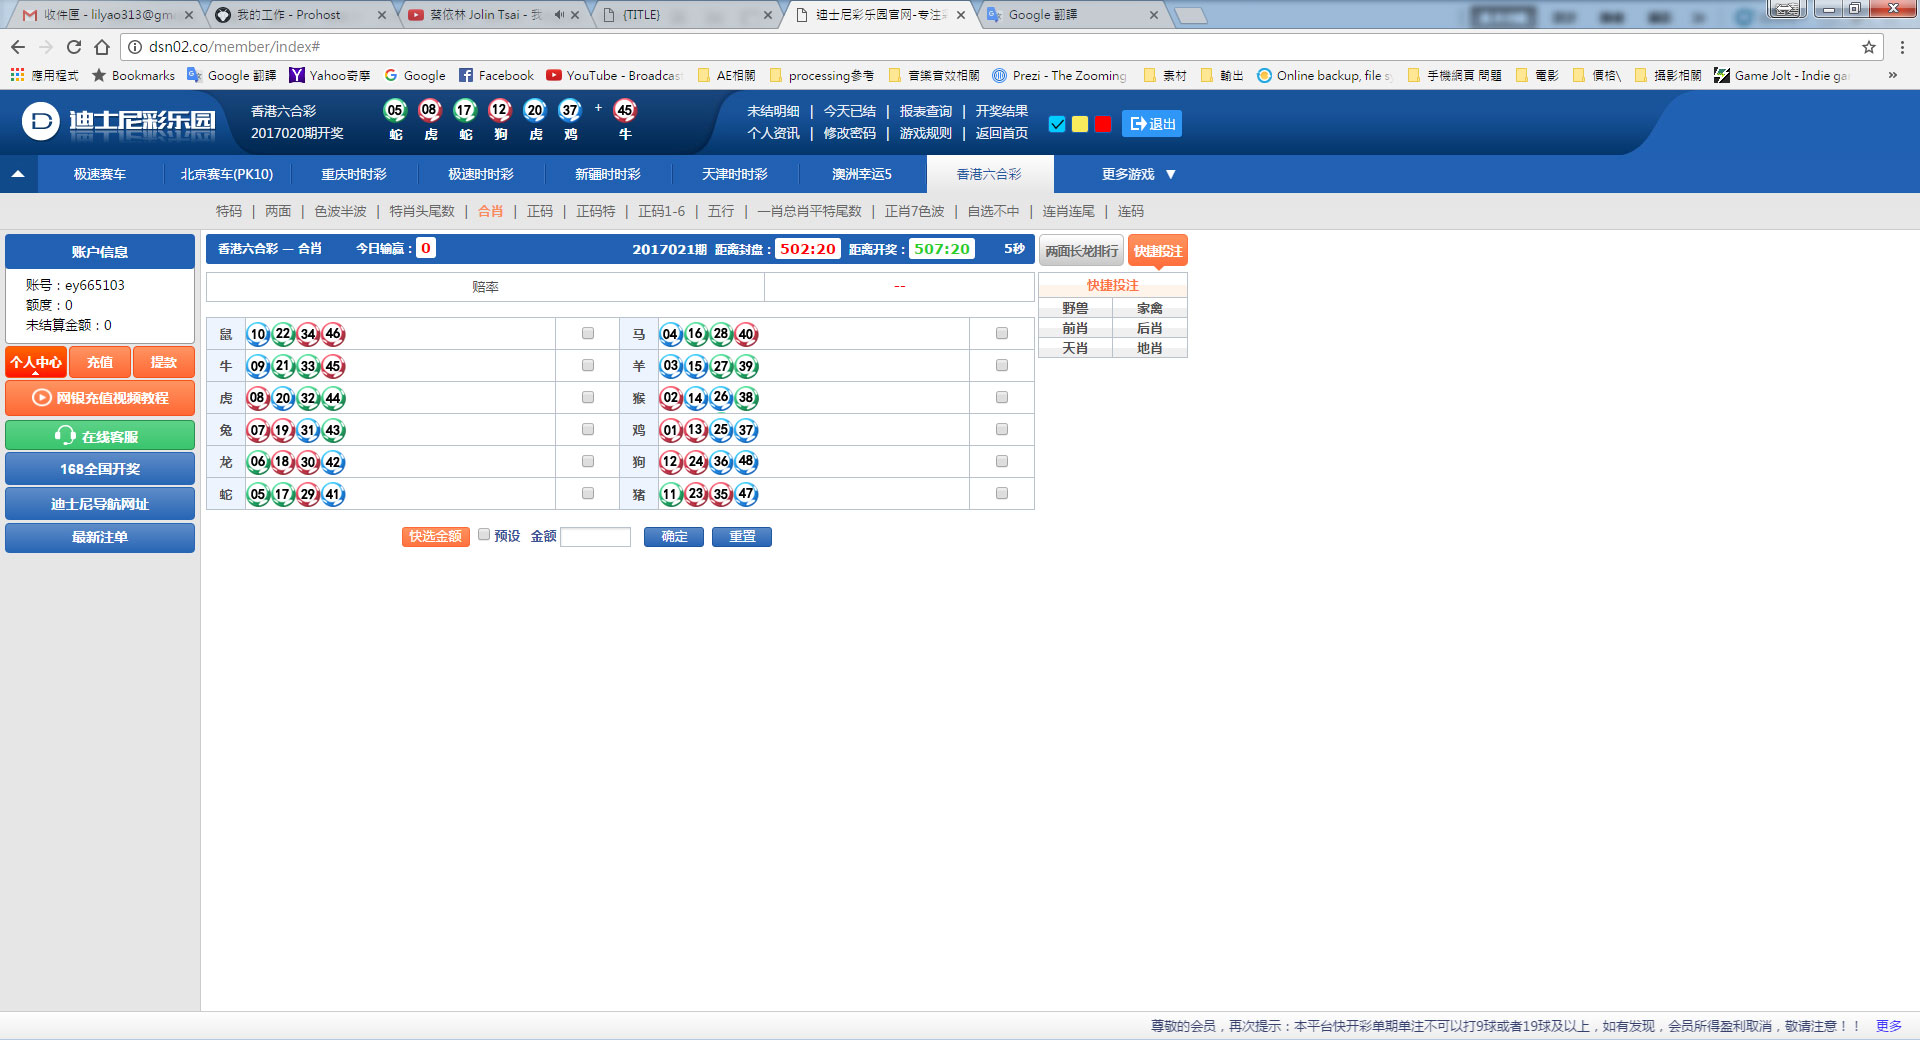 收件匣 - lilyao313@gm
我的工作 - Prohost
蔡依林 Jolin Tsai - 我
{TITLE}
迪士尼彩乐园官网-专注
Google 翻譯
dsn02.co/member/index#
應用程式 Bookmarks Google 翻譯 Yahoo奇摩 Google Facebook YouTube - Broadcas AE相關 processing參考 音樂音效相關 Prezi - The Zooming 素材 輸出 Online backup, file s 手機網頁 問題 電影 價格\ 攝影相關 Game Jolt - Indie ga »
D 迪士尼彩乐园
香港六合彩
2017020期开奖
05 08 17 12 20 37 + 45
蛇 虎 蛇 狗 虎 鸡 牛
未结明细 | 今天已结 | 报表查询 | 开奖结果
个人资讯 | 修改密码 | 游戏规则 | 返回首页
退出
极速赛车 北京赛车(PK10) 重庆时时彩 极速时时彩 新疆时时彩 天津时时彩 澳洲幸运5 香港六合彩 更多游戏 ▼
特码 | 两面 | 色波半波 | 特肖头尾数 | 合肖 | 正码 | 正码特 | 正码1-6 | 五行 | 一肖总肖平特尾数 | 正肖7色波 | 自选不中 | 连肖连尾 | 连码
账户信息
账号：ey665103
额度：0
未结算金额：0
个人中心 充值 提款
网银充值视频教程
在线客服
168全国开奖
迪士尼导航网址
最新注单
香港六合彩 — 合肖 今日输赢：0 2017021期 距离封盘：502:20 距离开奖：507:20 5秒
赔率 --
鼠 10 22 34 46 马 04 16 28 40
牛 09 21 33 45 羊 03 15 27 39
虎 08 20 32 44 猴 02 14 26 38
兔 07 19 31 43 鸡 01 13 25 37
龙 06 18 30 42 狗 12 24 36 48
蛇 05 17 29 41 猪 11 23 35 47
快选金额 预设 金额 确定 重置
两面长龙排行 快捷投注
快捷投注
野兽 家禽
前肖 后肖
天肖 地肖
尊敬的会员，再次提示：本平台快开彩单期单注不可以打9球或者19球及以上，如有发现，会员所得盈利取消，敬请注意！！ 更多